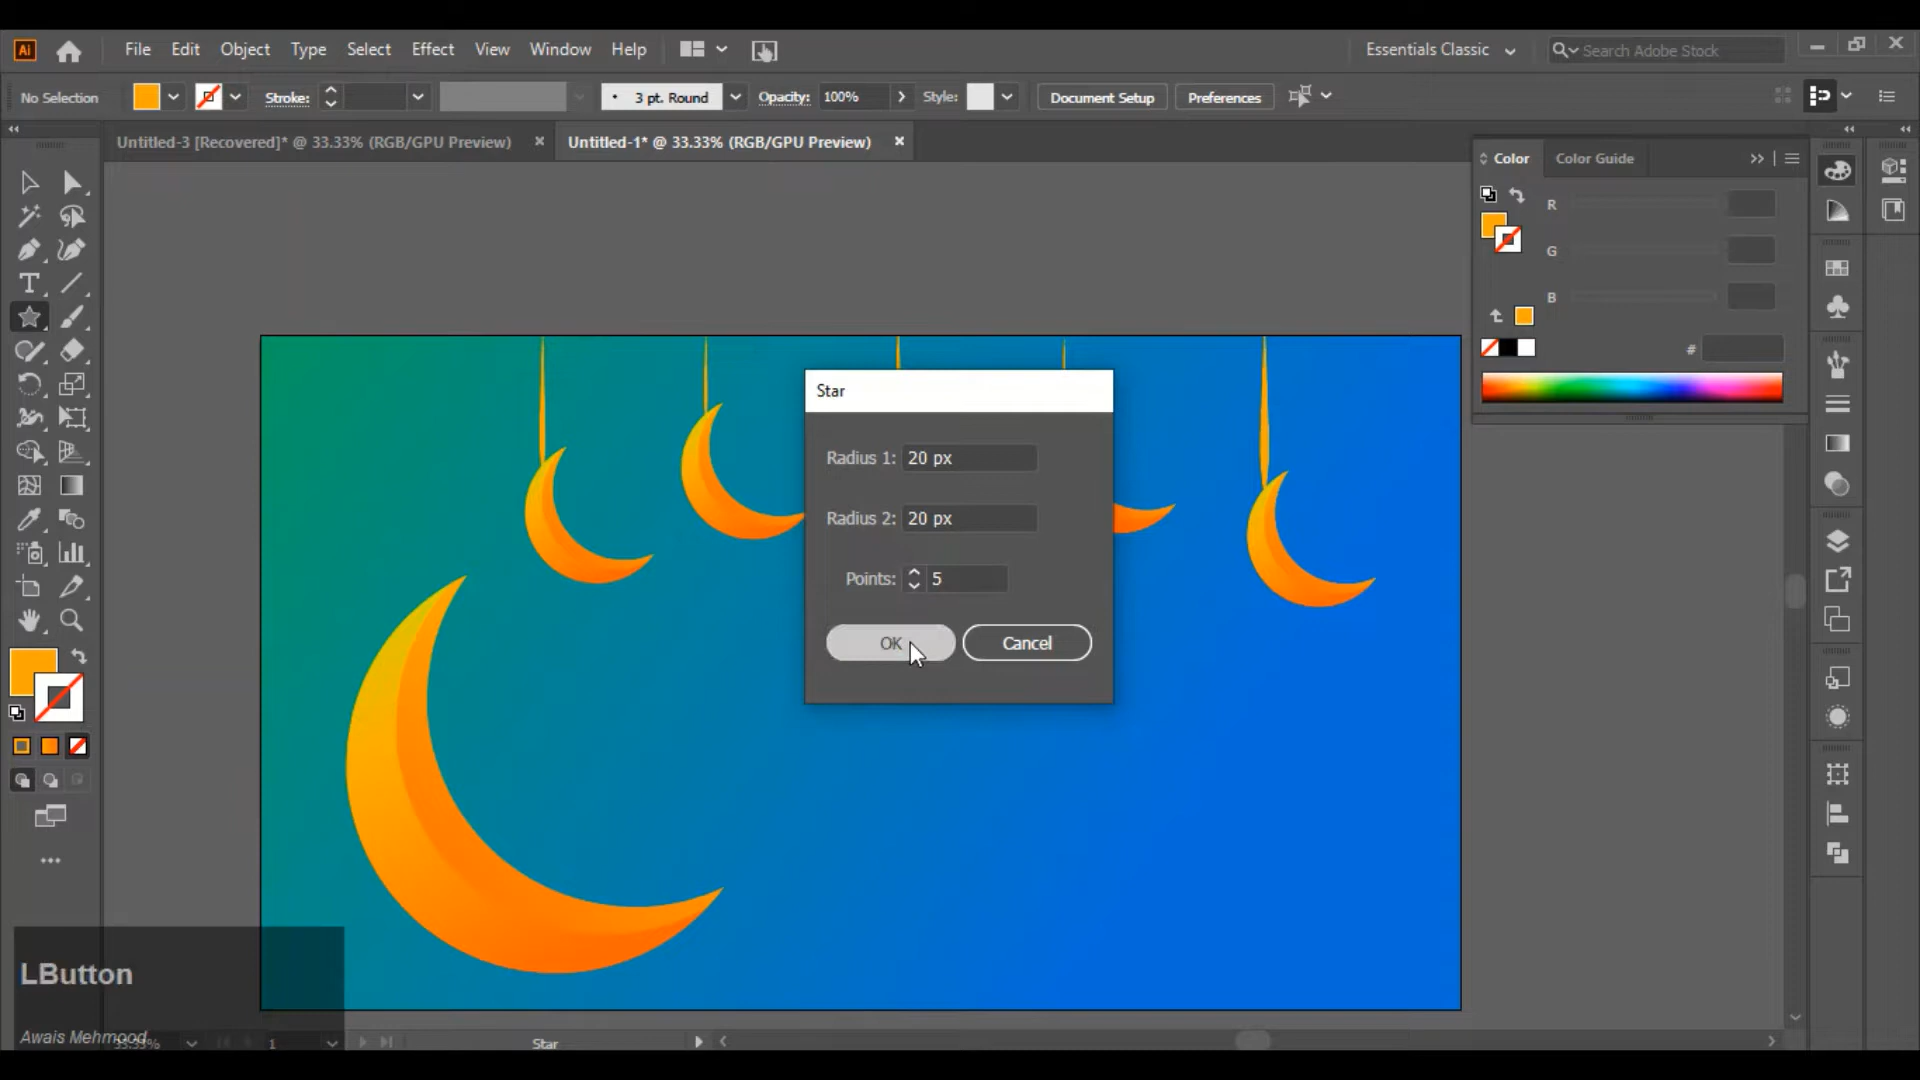 Ai File Edit Object Type Select Effect View Window Help Essentials Classic Search Adobe Stock
No Selection Stroke: 3 pt. Round Opacity: 100% Style: Document Setup Preferences
Untitled-3 [Recovered]* @ 33.33% (RGB/GPU Preview) Untitled-1* @ 33.33% (RGB/GPU Preview)
Color Color Guide
R
G
B
#
Star
Radius 1: 20 px
Radius 2: 20 px
Points: 5
OK Cancel
LButton
Awais Mehmood
33.33% 1 Star